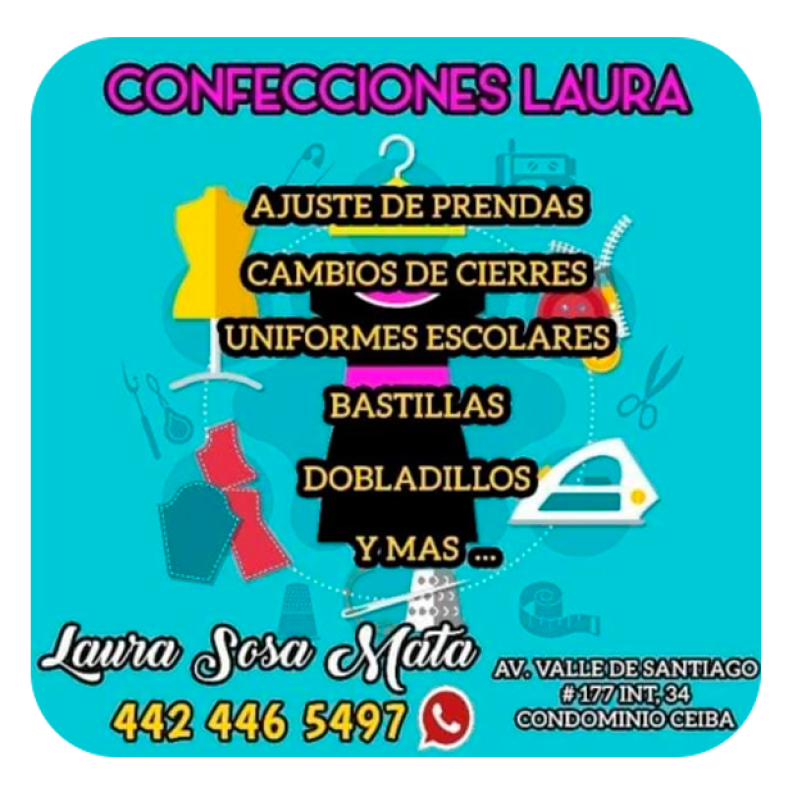 CONFECCIONES LAURA
AJUSTE DE PRENDAS
CAMBIOS DE CIERRES
UNIFORMES ESCOLARES
BASTILLAS
DOBLADILLOS
Y MAS ...
Laura Sosa Mata
442 446 5497
AV. VALLE DE SANTIAGO
# 177 INT, 34
CONDOMINIO CEIBA